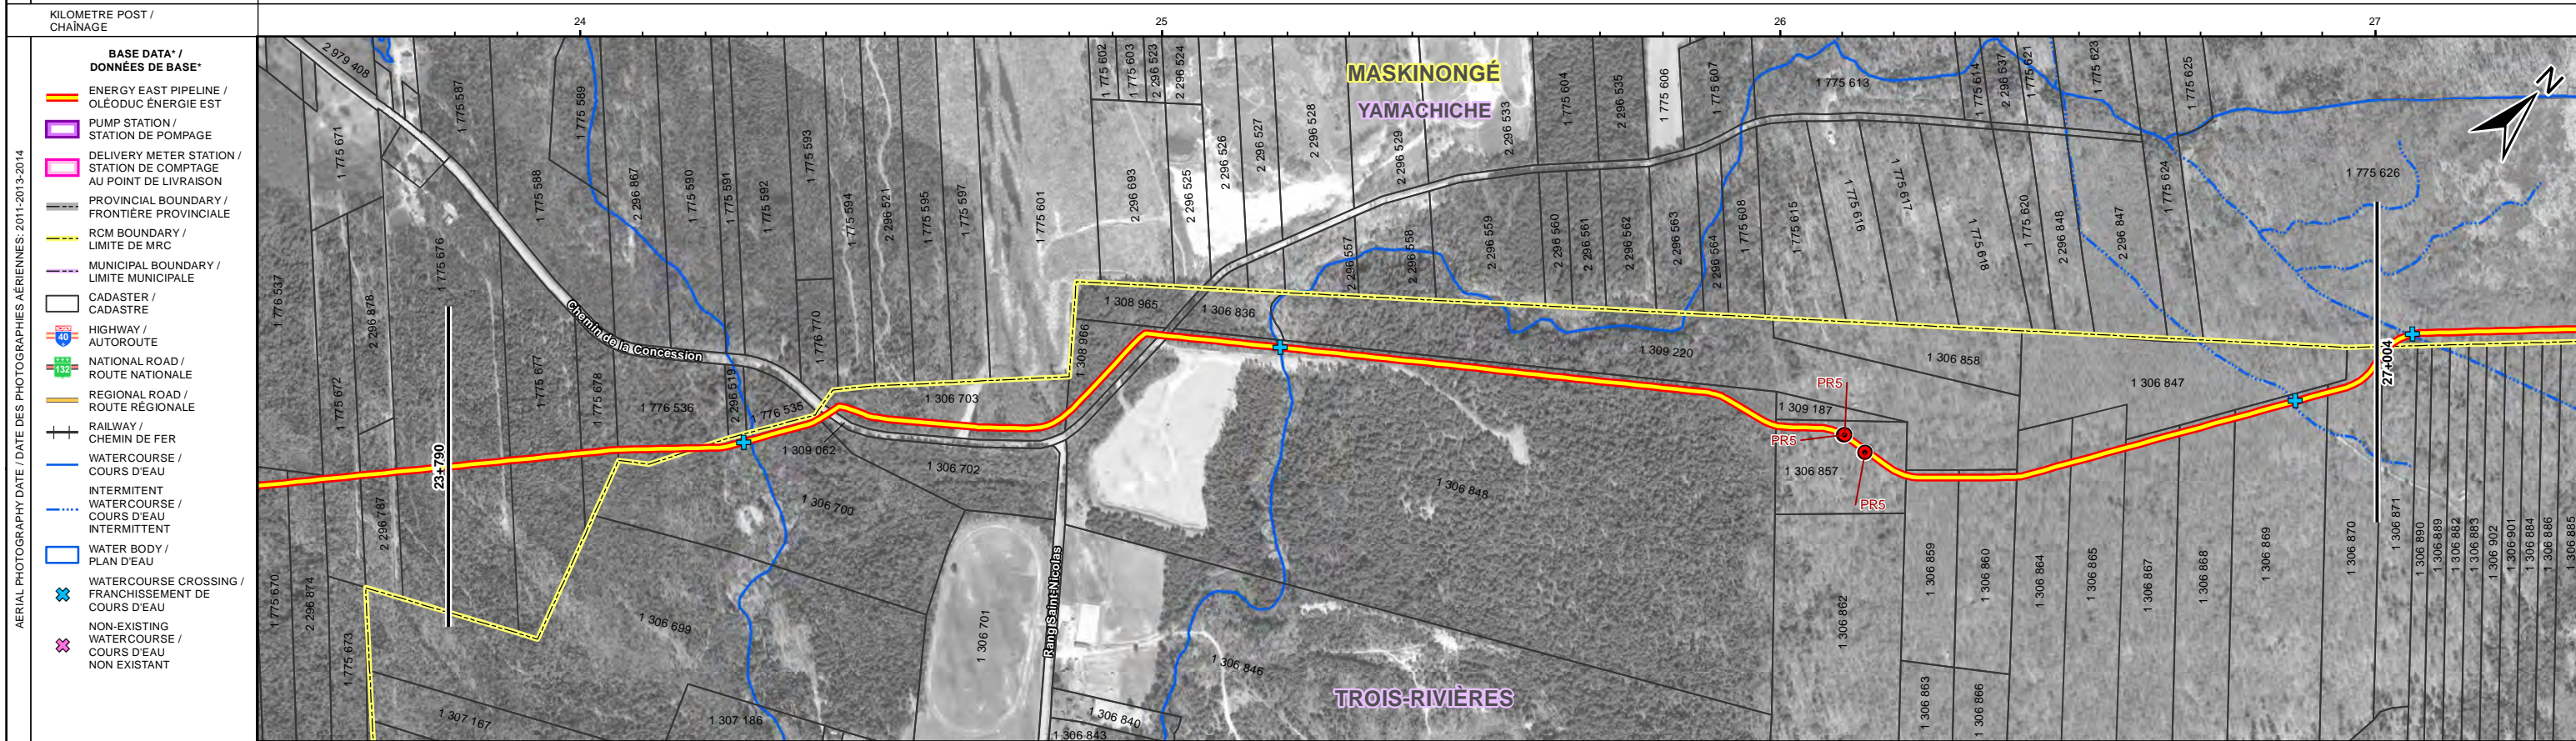 KILOMETRE POST /
CHAÎNAGE
24
25
26
27
AERIAL PHOTOGRAPHY DATE / DATE DES PHOTOGRAPHIES AÉRIENNES: 2011-2013-2014
BASE DATA* /
DONNÉES DE BASE*
ENERGY EAST PIPELINE /
OLÉODUC ÉNERGIE EST
PUMP STATION /
STATION DE POMPAGE
DELIVERY METER STATION /
STATION DE COMPTAGE
AU POINT DE LIVRAISON
PROVINCIAL BOUNDARY /
FRONTIÈRE PROVINCIALE
RCM BOUNDARY /
LIMITE DE MRC
MUNICIPAL BOUNDARY /
LIMITE MUNICIPALE
CADASTER /
CADASTRE
40
HIGHWAY /
AUTOROUTE
132
NATIONAL ROAD /
ROUTE NATIONALE
REGIONAL ROAD /
ROUTE RÉGIONALE
RAILWAY /
CHEMIN DE FER
WATERCOURSE /
COURS D'EAU
INTERMITENT
WATERCOURSE /
COURS D'EAU
INTERMITTENT
WATER BODY /
PLAN D'EAU
WATERCOURSE CROSSING /
FRANCHISSEMENT DE
COURS D'EAU
NON-EXISTING
WATERCOURSE /
COURS D'EAU
NON EXISTANT
2 979 408
1 775 671
1 775 587
1 775 589
1 775 588
2 296 867
1 775 590
1 775 591
1 775 592
1 775 593
1 775 594
2 296 521
1 775 595
1 775 597
1 775 601
1 775 602
1 775 603
2 296 523
2 296 524
2 296 693
2 296 525
2 296 526
2 296 527
2 296 528
MASKINONGÉ
YAMACHICHE
2 296 529
2 296 533
1 775 604
2 296 535
1 775 606
1 775 607
1 775 613
1 775 614
2 296 537
1 775 621
1 775 623
1 775 625
N
1 775 626
1 775 624
2 296 847
2 296 848
1 775 620
1 775 618
1 775 617
1 775 616
1 775 615
1 775 608
2 296 564
2 296 563
2 296 562
2 296 561
2 296 560
2 296 559
2 296 558
2 296 557
1 776 537
2 296 878
1 775 676
1 775 672
1 775 677
1 775 678
Chemin de la Concession
1 776 536
2 296 519
1 776 535
1 776 770
1 309 062
1 306 703
1 308 966
1 308 965
1 306 836
1 309 220
1 306 858
1 306 847
1 309 187
PR5
PR5
PR5
1 306 857
27+004
23+790
1 306 702
1 306 700
1 306 848
2 296 787
1 775 670
2 296 874
1 775 673
1 306 699
1 306 701
Rang Saint-Nicolas
1 306 846
TROIS-RIVIÈRES
1 307 167
1 307 186
1 306 840
1 306 843
1 306 862
1 306 859
1 306 860
1 306 863
1 306 866
1 306 864
1 306 865
1 306 867
1 306 868
1 306 869
1 306 870
1 306 871
1 306 890
1 306 889
1 306 882
1 306 883
1 306 902
1 306 901
1 306 884
1 306 886
1 306 885